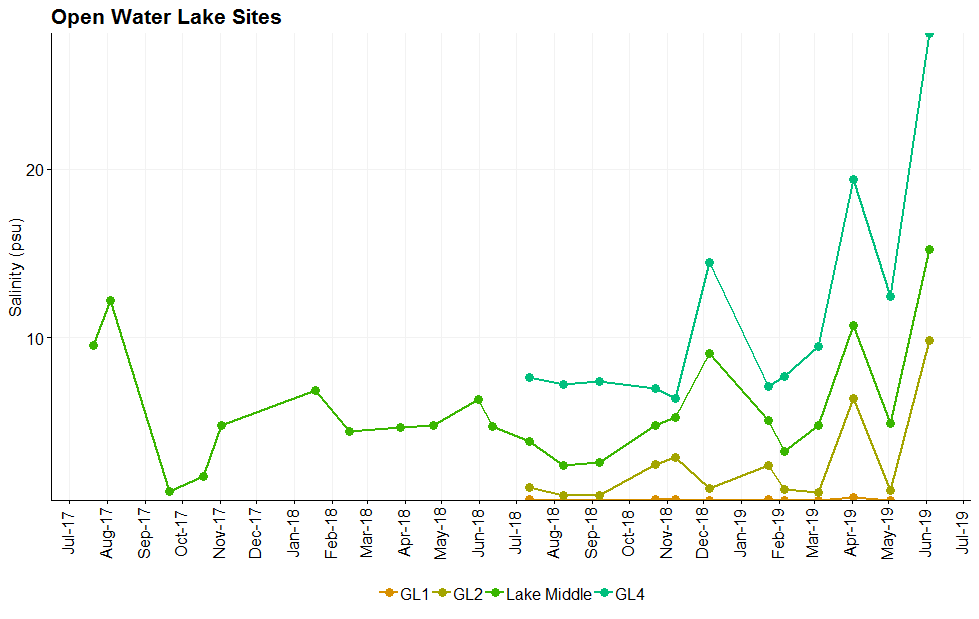 Open Water Lake Sites
Salinity (psu)
20
10
Jul-17 Aug-17 Sep-17 Oct-17 Nov-17 Dec-17 Jan-18 Feb-18 Mar-18 Apr-18 May-18 Jun-18 Jul-18 Aug-18 Sep-18 Oct-18 Nov-18 Dec-18 Jan-19 Feb-19 Mar-19 Apr-19 May-19 Jun-19 Jul-19
GL1 GL2 Lake Middle GL4